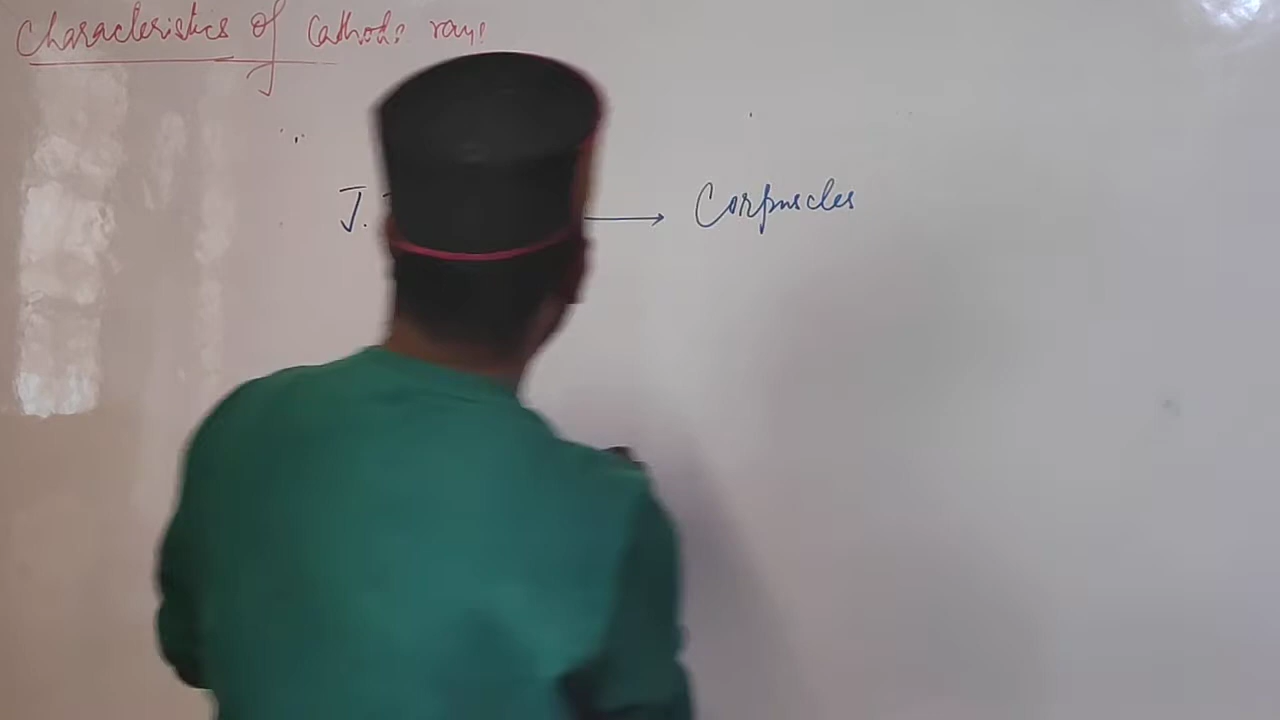 Characteristics of Cathode rays
J. → Corpuscles